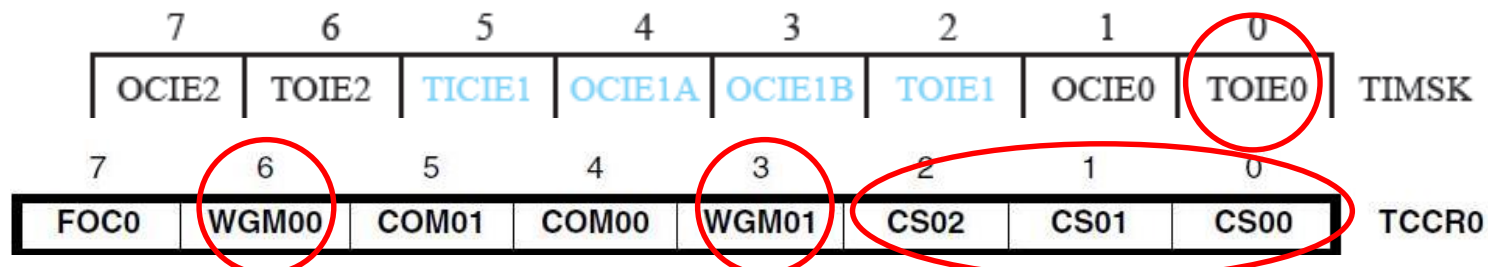 7 6 5 4 3 2 1 0
OCIE2 TOIE2 TICIE1 OCIE1A OCIE1B TOIE1 OCIE0 TOIE0 TIMSK
7 6 5 4 3 2 1 0
FOC0 WGM00 COM01 COM00 WGM01 CS02 CS01 CS00 TCCR0